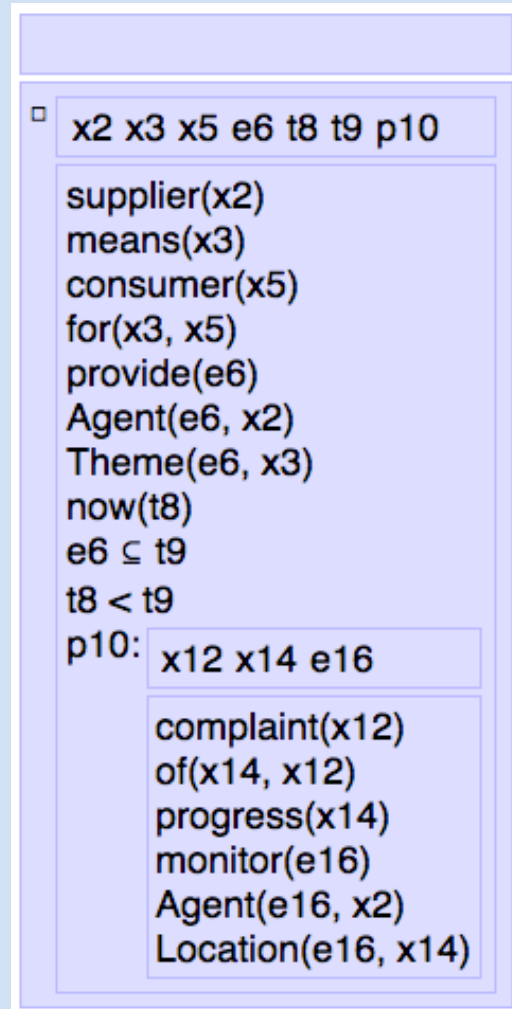 □ x2 x3 x5 e6 t8 t9 p10
supplier(x2)
means(x3)
consumer(x5)
for(x3, x5)
provide(e6)
Agent(e6, x2)
Theme(e6, x3)
now(t8)
e6 ⊆ t9
t8 < t9
p10: x12 x14 e16
complaint(x12)
of(x14, x12)
progress(x14)
monitor(e16)
Agent(e16, x2)
Location(e16, x14)